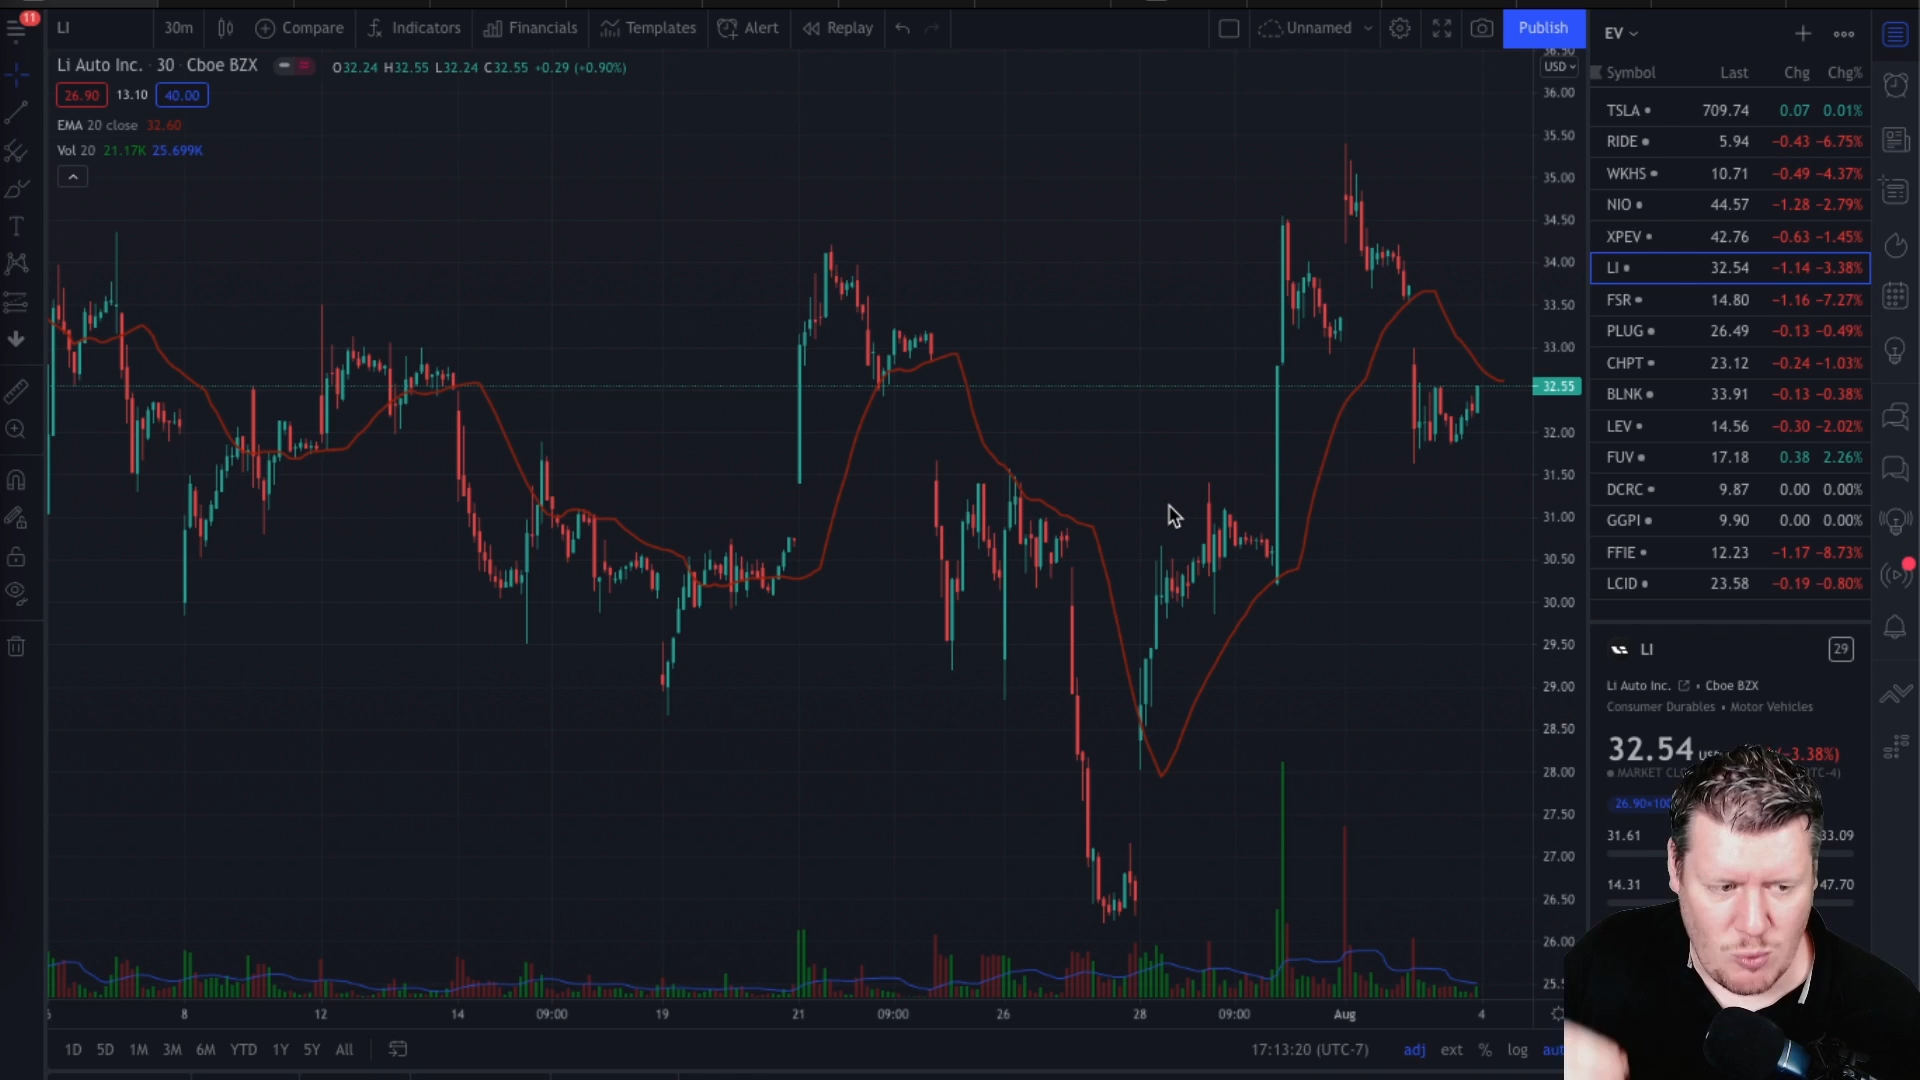 11
LI 30m Compare Indicators Financials Templates Alert Replay Unnamed Publish
Li Auto Inc. · 30 · Cboe BZX O32.24 H32.55 L32.24 C32.55 +0.29 (+0.90%)
26.90 13.10 40.00
EMA 20 close 32.60
Vol 20 21.17K 25.699K
36.50
USD
36.00
35.50
35.00
34.50
34.00
33.50
33.00
32.55
32.00
31.50
31.00
30.50
30.00
29.50
29.00
28.50
28.00
27.50
27.00
26.50
26.00
8 12 14 09:00 19 21 09:00 26 28 09:00 Aug 4
1D 5D 1M 3M 6M YTD 1Y 5Y All 17:13:20 (UTC-7) adj ext % log
EV
Symbol Last Chg Chg%
TSLA 709.74 0.07 0.01%
RIDE 5.94 −0.43 −6.75%
WKHS 10.71 −0.49 −4.37%
NIO 44.57 −1.28 −2.79%
XPEV 42.76 −0.63 −1.45%
LI 32.54 −1.14 −3.38%
FSR 14.80 −1.16 −7.27%
PLUG 26.49 −0.13 −0.49%
CHPT 23.12 −0.24 −1.03%
BLNK 33.91 −0.13 −0.38%
LEV 14.56 −0.30 −2.02%
FUV 17.18 0.38 2.26%
DCRC 9.87 0.00 0.00%
GGPI 9.90 0.00 0.00%
FFIE 12.23 −1.17 −8.73%
LCID 23.58 −0.19 −0.80%
LI 29
Li Auto Inc. • Cboe BZX
Consumer Durables • Motor Vehicles
32.54 (−3.38%)
MARKET
26.90×100
31.61 33.09
14.31 47.70